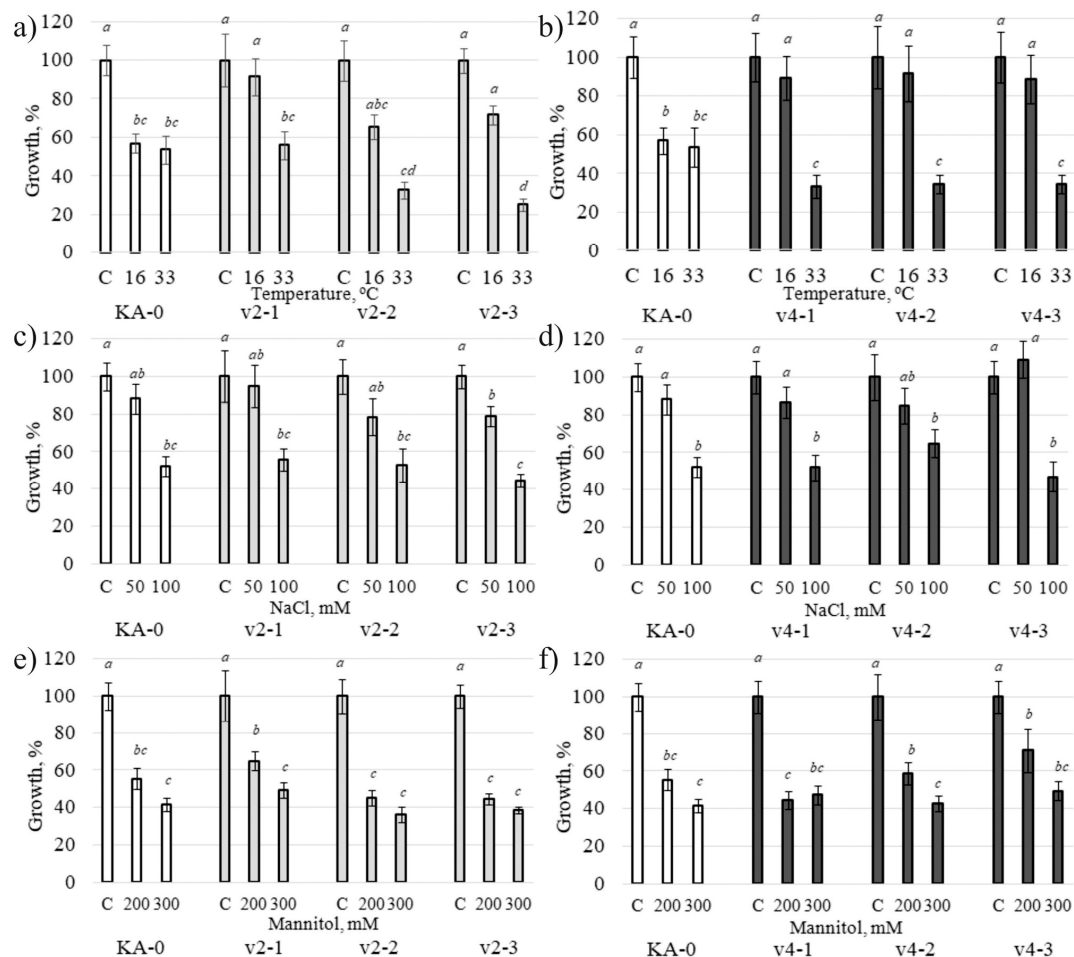 a)
Growth, %
120
100
80
60
40
20
0
a bc bc a a bc a abc cd a a d
C 16 33 C 16 33 C 16 33 C 16 33
Temperature, ºC
KA-0 v2-1 v2-2 v2-3
b)
Growth, %
120
100
80
60
40
20
0
a b bc a a c a a c a a c
C 16 33 C 16 33 C 16 33 C 16 33
Temperature, ºC
KA-0 v4-1 v4-2 v4-3
c)
Growth, %
120
100
80
60
40
20
0
a ab bc a ab bc a ab bc a b c
C 50 100 C 50 100 C 50 100 C 50 100
NaCl, mM
KA-0 v2-1 v2-2 v2-3
d)
Growth, %
120
100
80
60
40
20
0
a a b a a b a ab b a a b
C 50 100 C 50 100 C 50 100 C 50 100
NaCl, mM
KA-0 v4-1 v4-2 v4-3
e)
Growth, %
120
100
80
60
40
20
0
a bc c a b c a c c a c c
C 200 300 C 200 300 C 200 300 C 200 300
Mannitol, mM
KA-0 v2-1 v2-2 v2-3
f)
Growth, %
120
100
80
60
40
20
0
a bc c a c bc a b c a b bc
C 200 300 C 200 300 C 200 300 C 200 300
Mannitol, mM
KA-0 v4-1 v4-2 v4-3